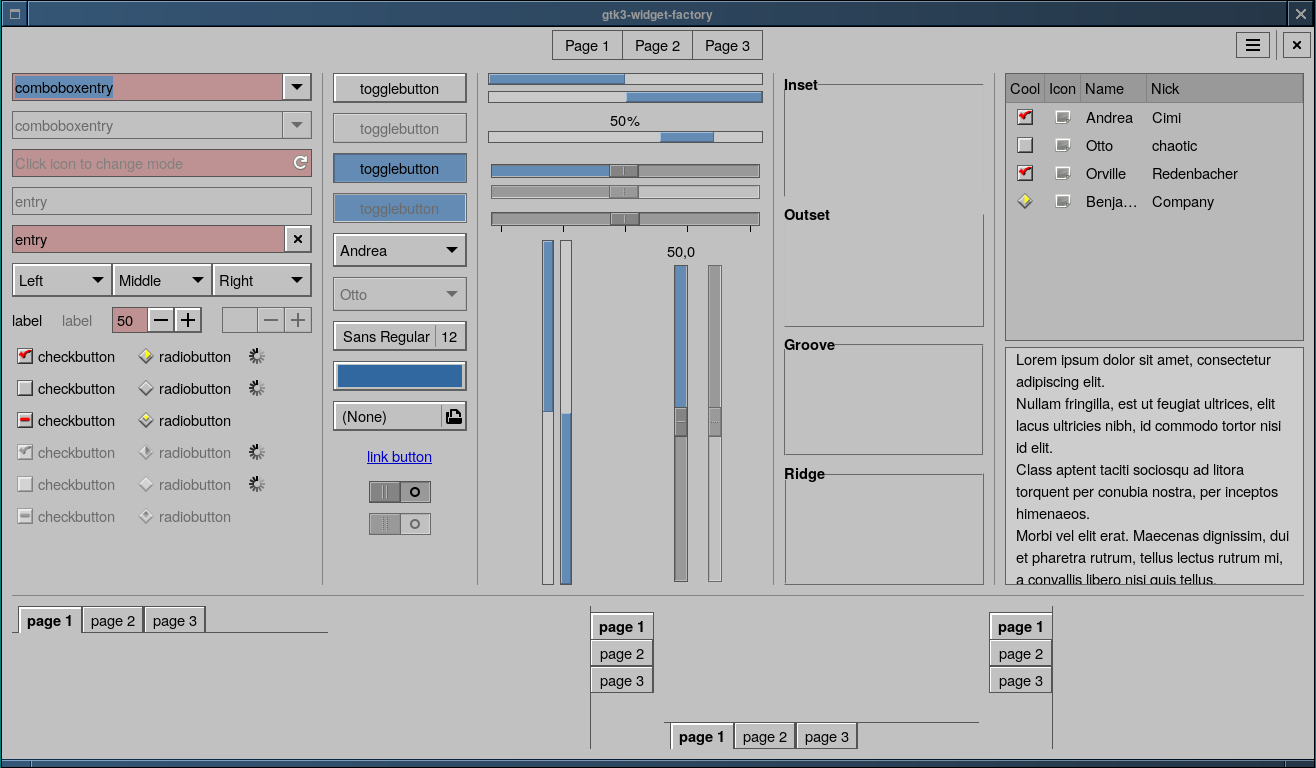 gtk3-widget-factory
Page 1 Page 2 Page 3
comboboxentry
comboboxentry
Click icon to change mode
entry
entry
Left Middle Right
label label 50
checkbutton radiobutton
checkbutton radiobutton
checkbutton radiobutton
checkbutton radiobutton
checkbutton radiobutton
checkbutton radiobutton
togglebutton
togglebutton
togglebutton
togglebutton
Andrea
Otto
Sans Regular 12
(None)
link button
50%
50,0
Inset
Outset
Groove
Ridge
Cool Icon Name Nick
Andrea Cimi
Otto chaotic
Orville Redenbacher
Benja... Company
Lorem ipsum dolor sit amet, consectetur
adipiscing elit.
Nullam fringilla, est ut feugiat ultrices, elit
lacus ultricies nibh, id commodo tortor nisi
id elit.
Class aptent taciti sociosqu ad litora
torquent per conubia nostra, per inceptos
himenaeos.
Morbi vel elit erat. Maecenas dignissim, dui
et pharetra rutrum, tellus lectus rutrum mi,
a convallis libero nisi quis tellus.
page 1 page 2 page 3
page 1
page 2
page 3
page 1 page 2 page 3
page 1
page 2
page 3